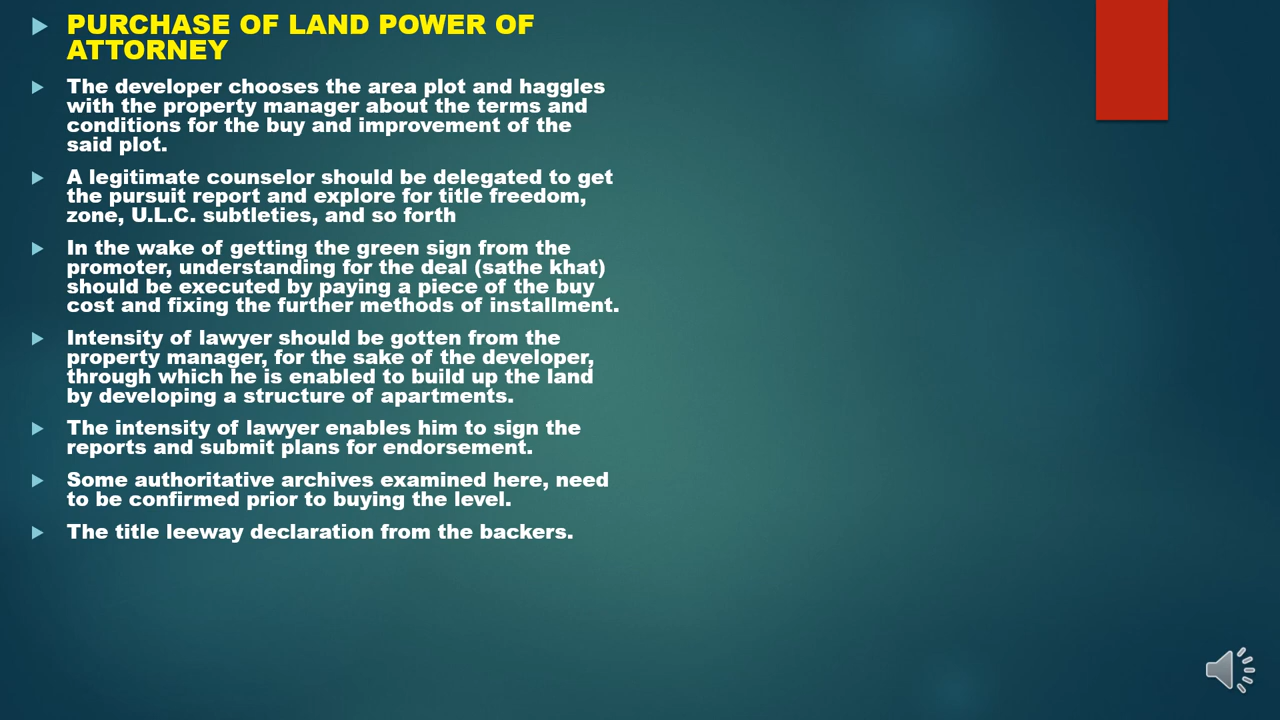 PURCHASE OF LAND POWER OF
ATTORNEY
The developer chooses the area plot and haggles
with the property manager about the terms and
conditions for the buy and improvement of the
said plot.
A legitimate counselor should be delegated to get
the pursuit report and explore for title freedom,
zone, U.L.C. subtleties, and so forth
In the wake of getting the green sign from the
promoter, understanding for the deal (sathe khat)
should be executed by paying a piece of the buy
cost and fixing the further methods of installment.
Intensity of lawyer should be gotten from the
property manager, for the sake of the developer,
through which he is enabled to build up the land
by developing a structure of apartments.
The intensity of lawyer enables him to sign the
reports and submit plans for endorsement.
Some authoritative archives examined here, need
to be confirmed prior to buying the level.
The title leeway declaration from the backers.